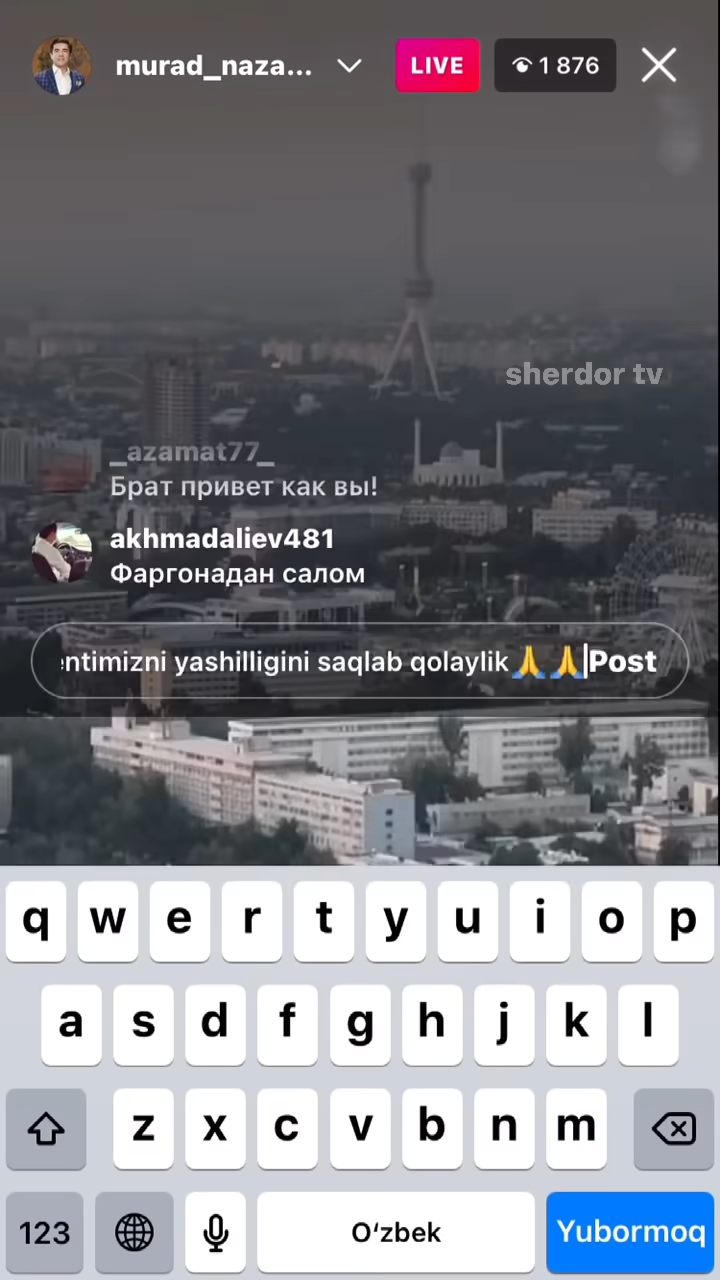 murad_naza...
LIVE
1 876
sherdor tv
_azamat77_
Брат привет как вы!
akhmadaliev481
Фаргонадан салом
entimizni yashilligini saqlab qolaylik🙏🙏 Post
q w e r t y u i o p
a s d f g h j k l
z x c v b n m
123 Oʻzbek Yubormoq